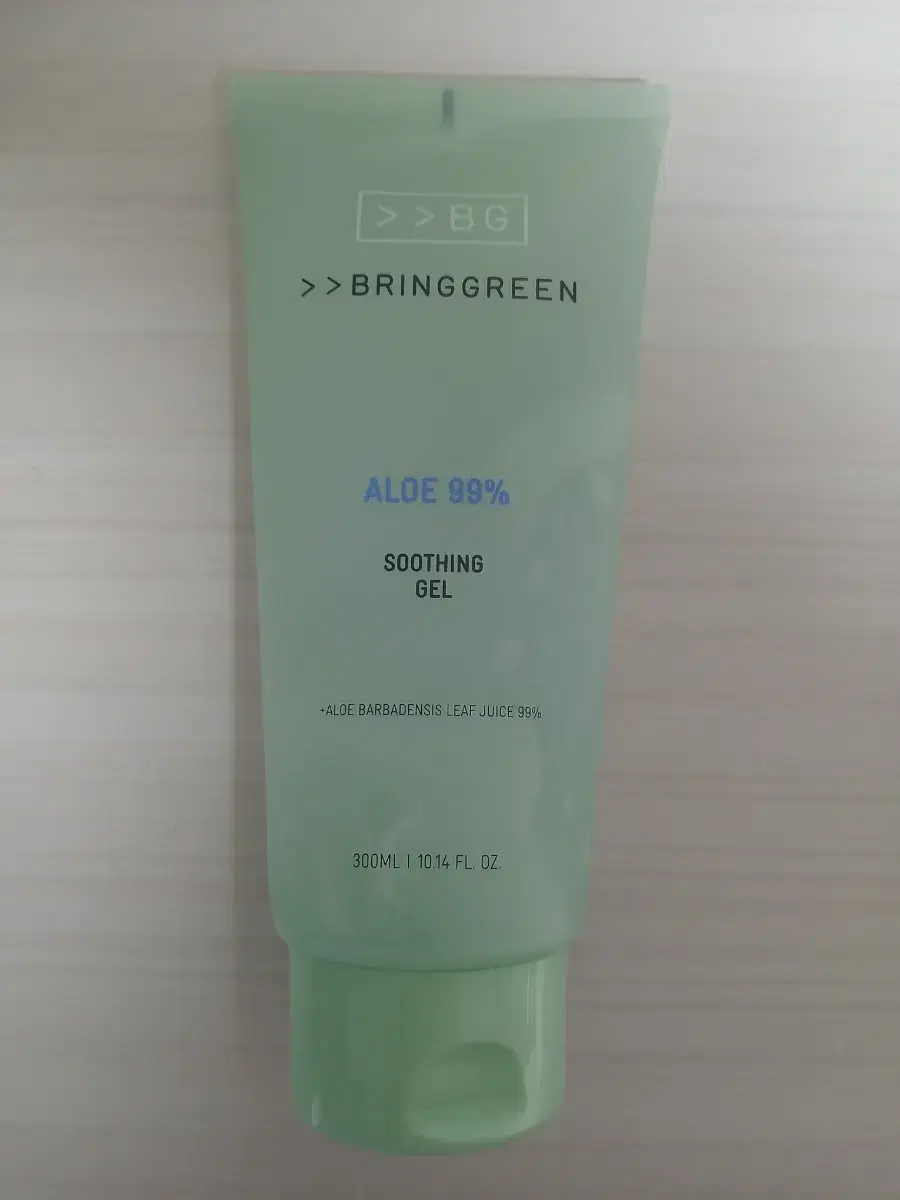 >>BG
>>BRINGGREEN
ALOE 99%
SOOTHING
GEL
+ALOE BARBADENSIS LEAF JUICE 99%
300ML | 10.14 FL. OZ.